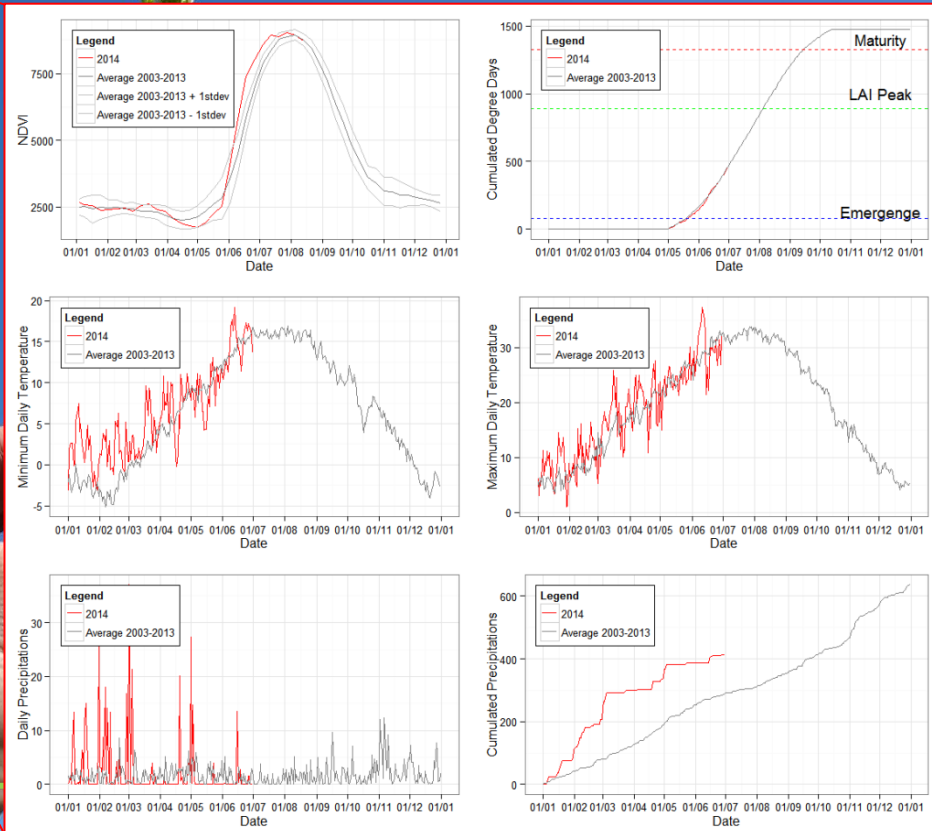 Legend
2014
Average 2003-2013
Average 2003-2013 + 1stdev
Average 2003-2013 - 1stdev
NDVI
7500
5000
2500
01/01 01/02 01/03 01/04 01/05 01/06 01/07 01/08 01/09 01/10 01/11 01/12 01/01
Date
Legend
2014
Average 2003-2013
Maturity
LAI Peak
Emergenge
Cumulated Degree Days
1500
1000
500
0
01/01 01/02 01/03 01/04 01/05 01/06 01/07 01/08 01/09 01/10 01/11 01/12 01/01
Date
Legend
2014
Average 2003-2013
Minimum Daily Temperature
20
15
10
5
0
-5
01/01 01/02 01/03 01/04 01/05 01/06 01/07 01/08 01/09 01/10 01/11 01/12 01/01
Date
Legend
2014
Average 2003-2013
Maximum Daily Temperature
30
20
10
0
01/01 01/02 01/03 01/04 01/05 01/06 01/07 01/08 01/09 01/10 01/11 01/12 01/01
Date
Legend
2014
Average 2003-2013
Daily Precipitations
30
20
10
0
01/01 01/02 01/03 01/04 01/05 01/06 01/07 01/08 01/09 01/10 01/11 01/12 01/01
Date
Legend
2014
Average 2003-2013
Cumulated Precipitations
600
400
200
0
01/01 01/02 01/03 01/04 01/05 01/06 01/07 01/08 01/09 01/10 01/11 01/12 01/01
Date